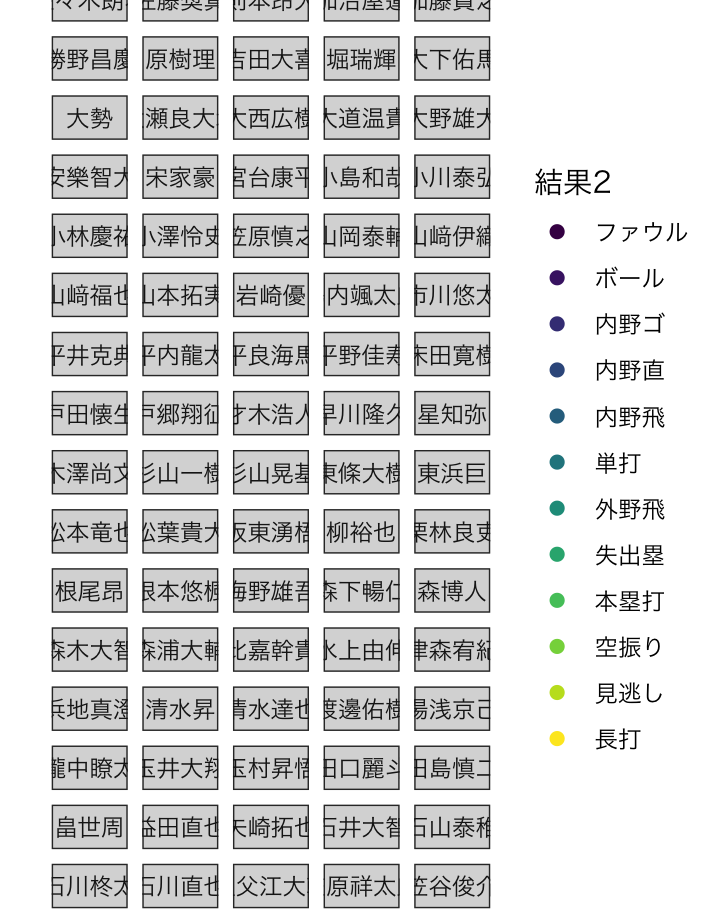 勝野昌慶 原樹理 吉田大喜 堀瑞輝 大下佑馬
大勢 瀬良大 大西広樹 大道温貴 大野雄大
安樂智大 宋家豪 宮台康平 小島和哉 小川泰弘
小林慶祐 小澤怜史 笠原慎之 山岡泰輔 山﨑伊織
山﨑福也 山本拓実 岩崎優 内颯太 市川悠太
平井克典 平内龍太 平良海馬 平野佳寿 床田寛樹
戸田懐生 戸郷翔征 才木浩人 早川隆久 星知弥
木澤尚文 杉山一樹 杉山晃基 東條大樹 東浜巨
松本竜也 松葉貴大 坂東湧梧 柳裕也 栗林良吏
根尾昂 根本悠楓 梅野雄吾 森下暢仁 森博人
森木大智 森浦大輔 比嘉幹貴 水上由伸 津森宥紀
浜地真澄 清水昇 清水達也 渡邊佑樹 湯浅京己
瀧中瞭太 玉井大翔 玉村昇悟 田口麗斗 田島慎二
畠世周 益田直也 矢崎拓也 石井大智 石山泰稚
石川柊太 石川直也 父江大 原祥太 笠谷俊介
結果2
ファウル
ボール
内野ゴ
内野直
内野飛
単打
外野飛
失出塁
本塁打
空振り
見逃し
長打